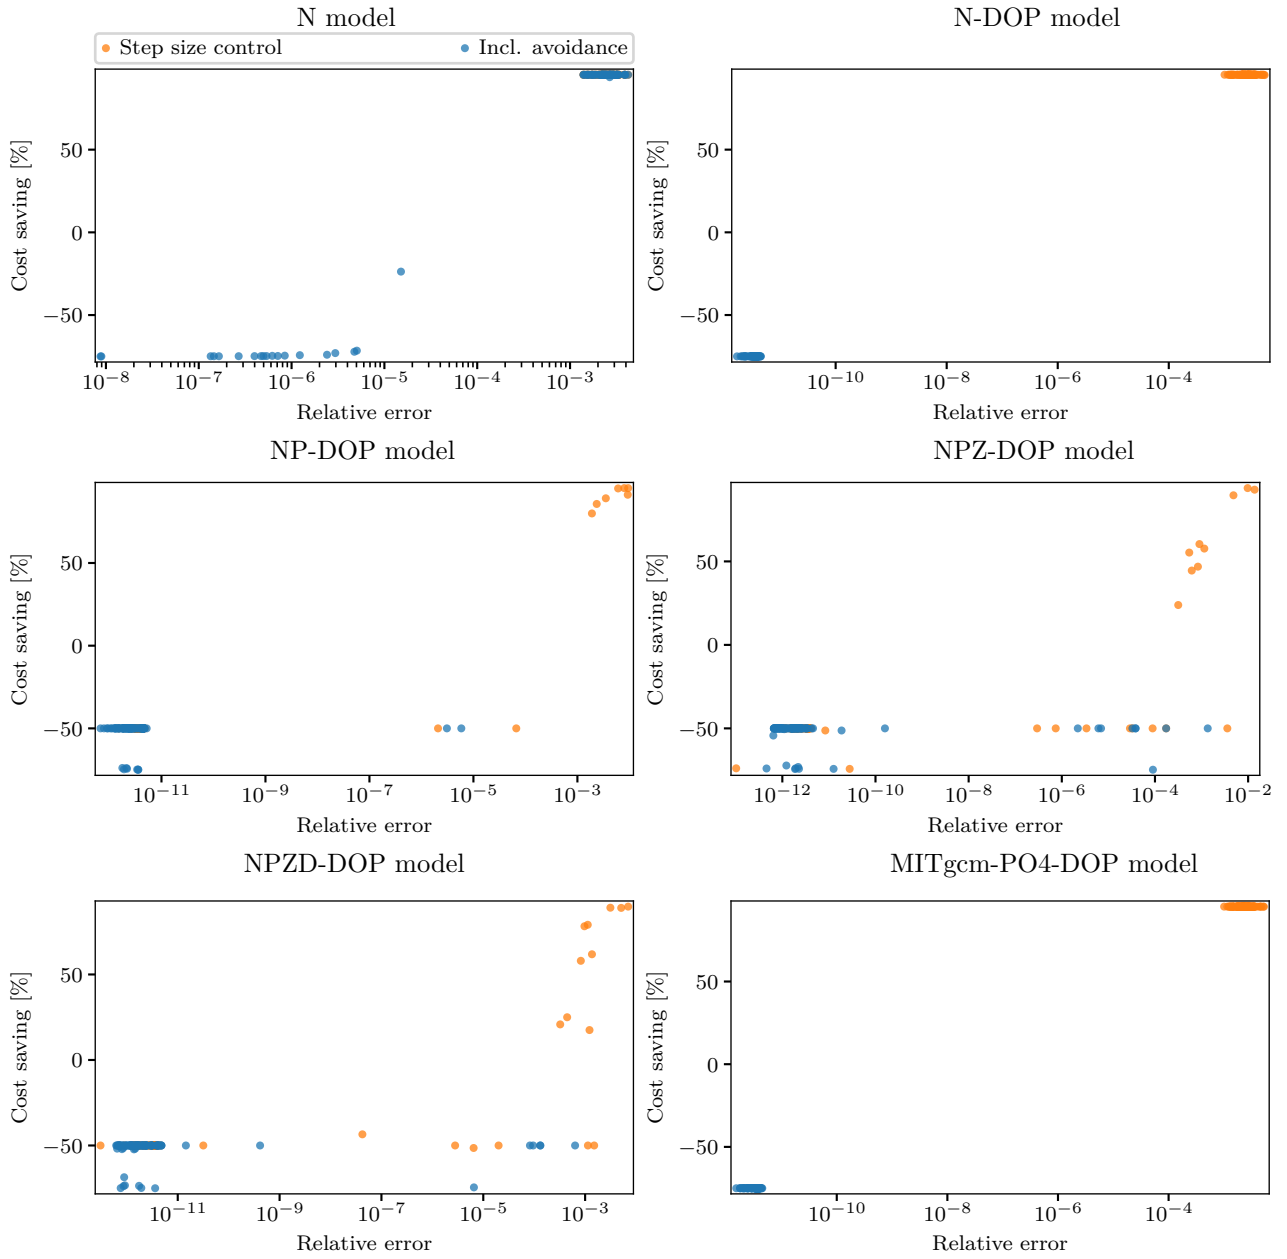 N model
Step size control Incl. avoidance
Cost saving [%]
50
0
−50
10⁻⁸ 10⁻⁷ 10⁻⁶ 10⁻⁵ 10⁻⁴ 10⁻³
Relative error
N-DOP model
Cost saving [%]
50
0
−50
10⁻¹⁰ 10⁻⁸ 10⁻⁶ 10⁻⁴
Relative error
NP-DOP model
Cost saving [%]
50
0
−50
10⁻¹¹ 10⁻⁹ 10⁻⁷ 10⁻⁵ 10⁻³
Relative error
NPZ-DOP model
Cost saving [%]
50
0
−50
10⁻¹² 10⁻¹⁰ 10⁻⁸ 10⁻⁶ 10⁻⁴ 10⁻²
Relative error
NPZD-DOP model
Cost saving [%]
50
0
−50
10⁻¹¹ 10⁻⁹ 10⁻⁷ 10⁻⁵ 10⁻³
Relative error
MITgcm-PO4-DOP model
Cost saving [%]
50
0
−50
10⁻¹⁰ 10⁻⁸ 10⁻⁶ 10⁻⁴
Relative error